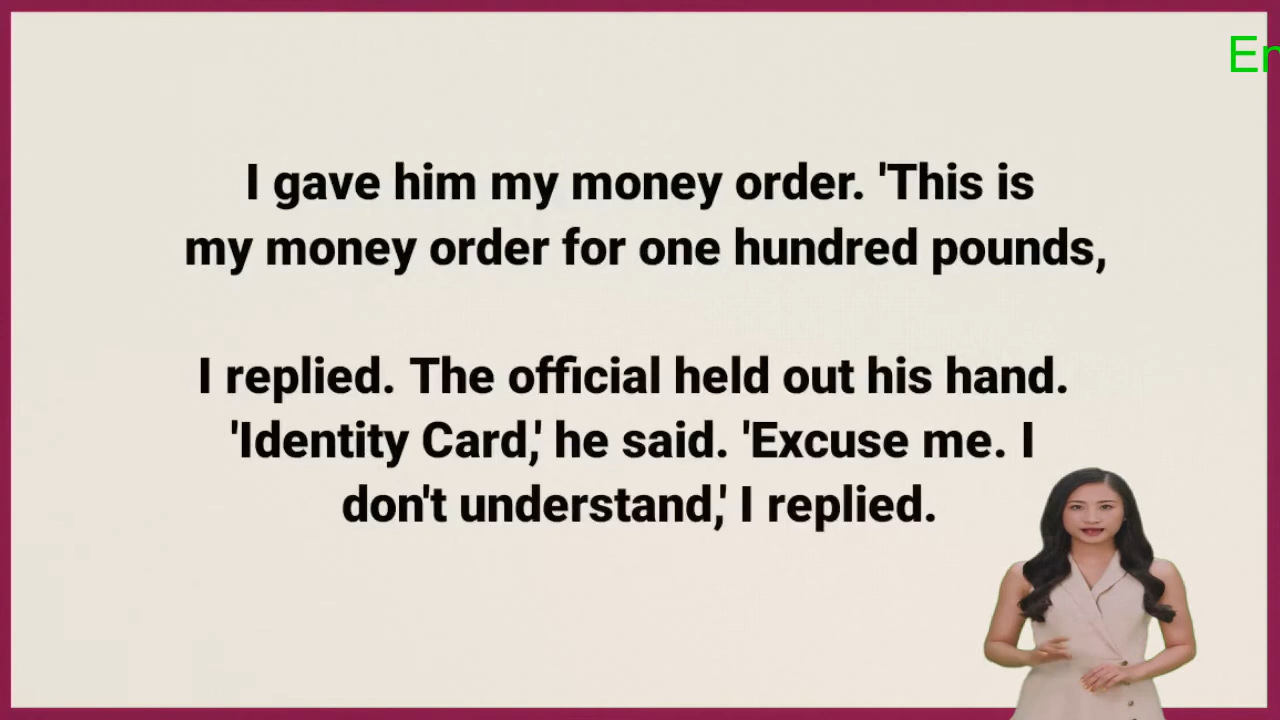 En
I gave him my money order. 'This is
my money order for one hundred pounds,
I replied. The official held out his hand.
'Identity Card,' he said. 'Excuse me. I
don't understand,' I replied.